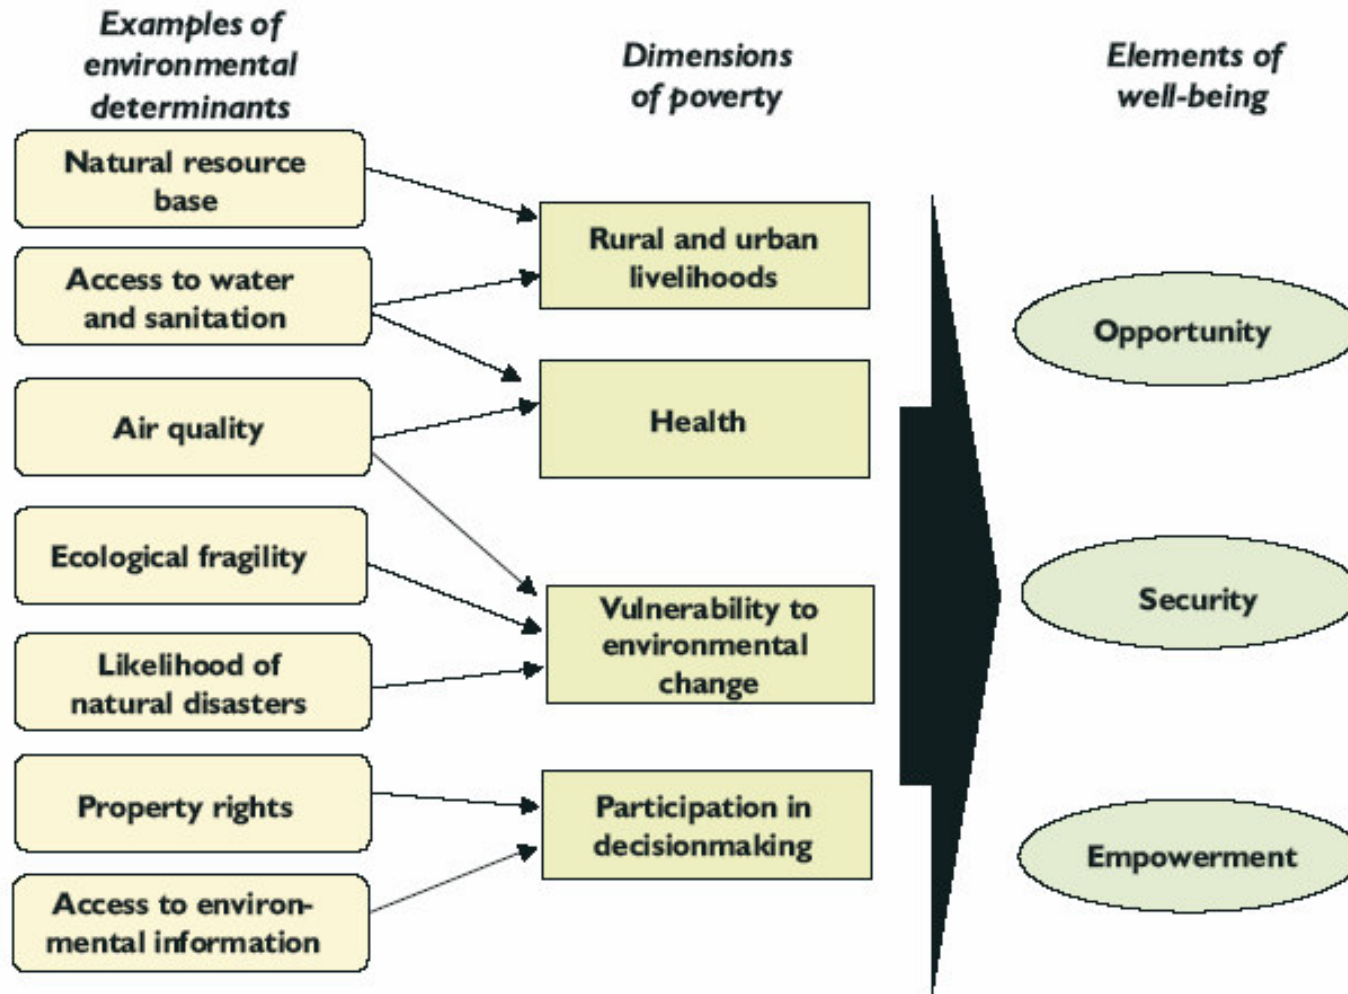 Examples of
environmental
determinants
Dimensions
of poverty
Elements of
well-being
Natural resource
base
Access to water
and sanitation
Air quality
Ecological fragility
Likelihood of
natural disasters
Property rights
Access to environ-
mental information
Rural and urban
livelihoods
Health
Vulnerability to
environmental
change
Participation in
decisionmaking
Opportunity
Security
Empowerment